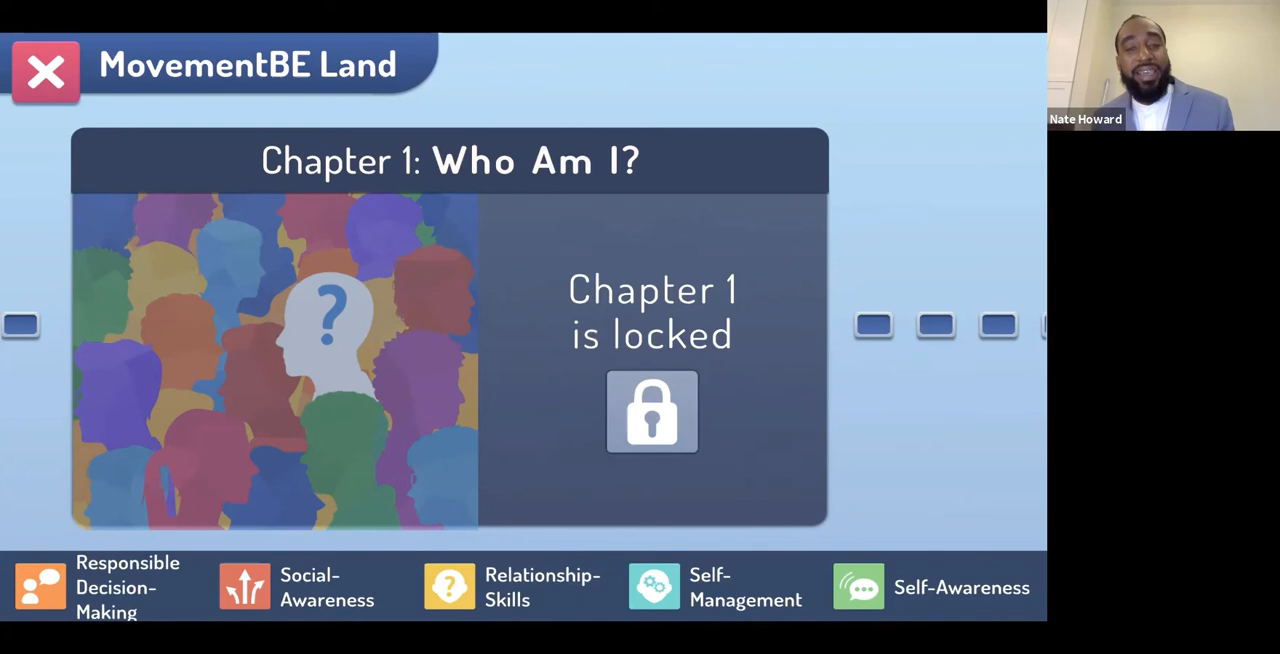 MovementBE Land
Nate Howard
Chapter 1: Who Am I?
?
Chapter 1
is locked
Responsible
Decision-
Making
Social-
Awareness
?
Relationship-
Skills
Self-
Management
Self-Awareness